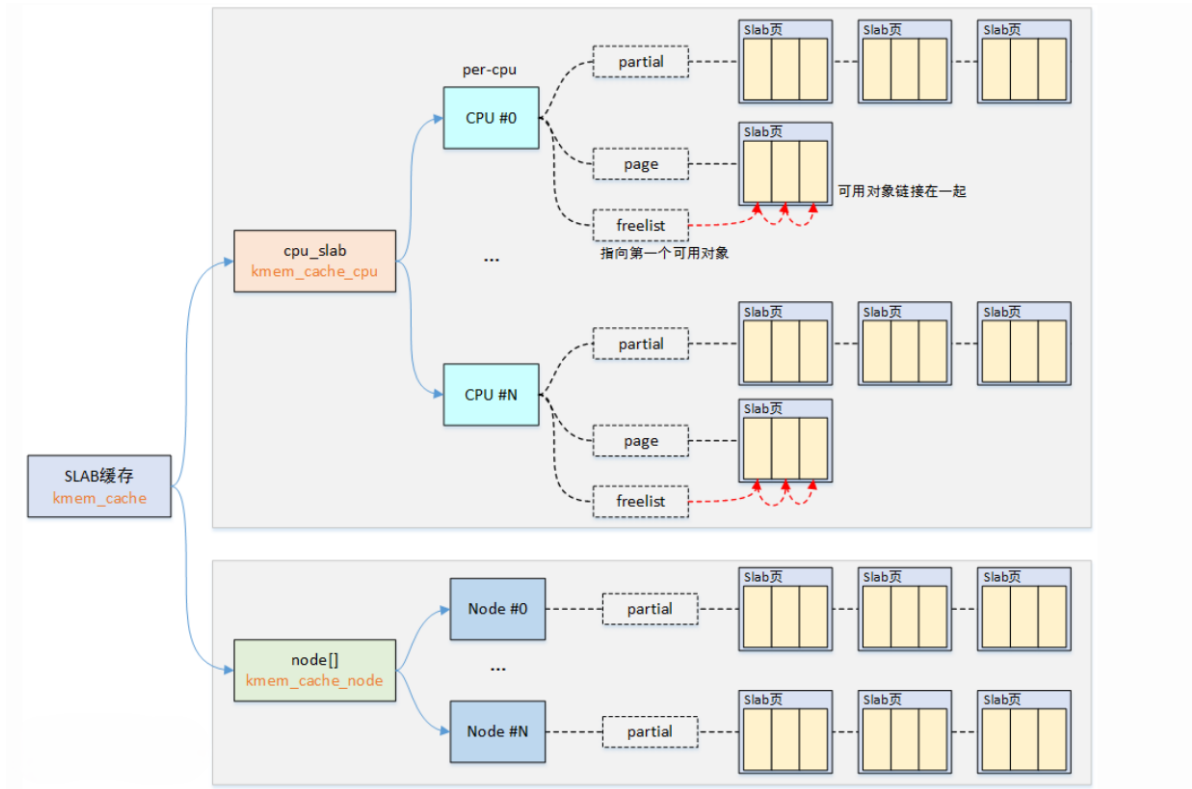 Slab页
Slab页
Slab页
partial
per-cpu
CPU #0
Slab页
page
可用对象链接在一起
freelist
指向第一个可用对象
cpu_slab
kmem_cache_cpu
...
Slab页
Slab页
Slab页
partial
CPU #N
Slab页
page
SLAB缓存
kmem_cache
freelist
Slab页
Slab页
Slab页
Node #0
partial
node[]
kmem_cache_node
...
Slab页
Slab页
Slab页
Node #N
partial